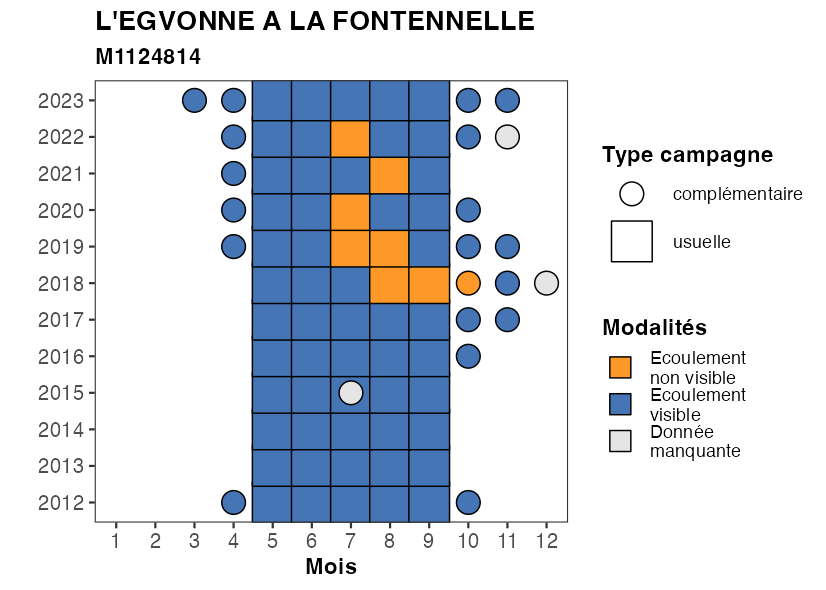 L'EGVONNE A LA FONTENNELLE
M1124814
2023
2022
2021
2020
2019
2018
2017
2016
2015
2014
2013
2012
1 2 3 4 5 6 7 8 9 10 11 12
Mois
Type campagne
complémentaire
usuelle
Modalités
Ecoulement
non visible
Ecoulement
visible
Donnée
manquante